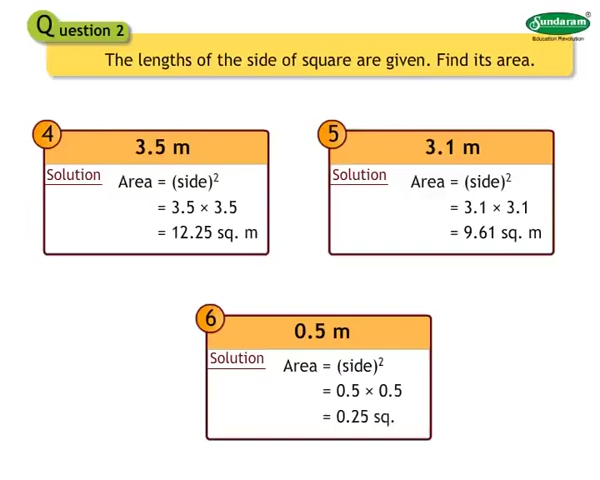 Question 2
Sundaram®
Education Revolution
The lengths of the side of square are given. Find its area.
4
3.5 m
Solution Area = (side)²
= 3.5 × 3.5
= 12.25 sq. m
5
3.1 m
Solution Area = (side)²
= 3.1 × 3.1
= 9.61 sq. m
6
0.5 m
Solution Area = (side)²
= 0.5 × 0.5
= 0.25 sq.